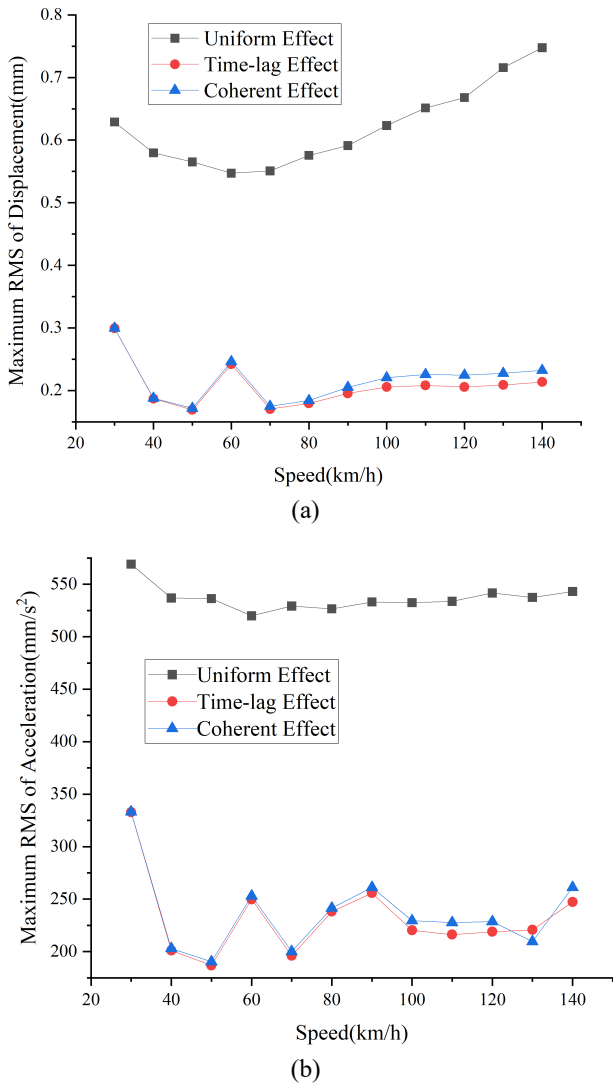 0.8
0.7
0.6
0.5
0.4
0.3
0.2
Maximum RMS of Displacement(mm)
Uniform Effect
Time-lag Effect
Coherent Effect
20 40 60 80 100 120 140
Speed(km/h)
(a)
550
500
450
400
350
300
250
200
Maximum RMS of Acceleration(mm/s²)
Uniform Effect
Time-lag Effect
Coherent Effect
20 40 60 80 100 120 140
Speed(km/h)
(b)